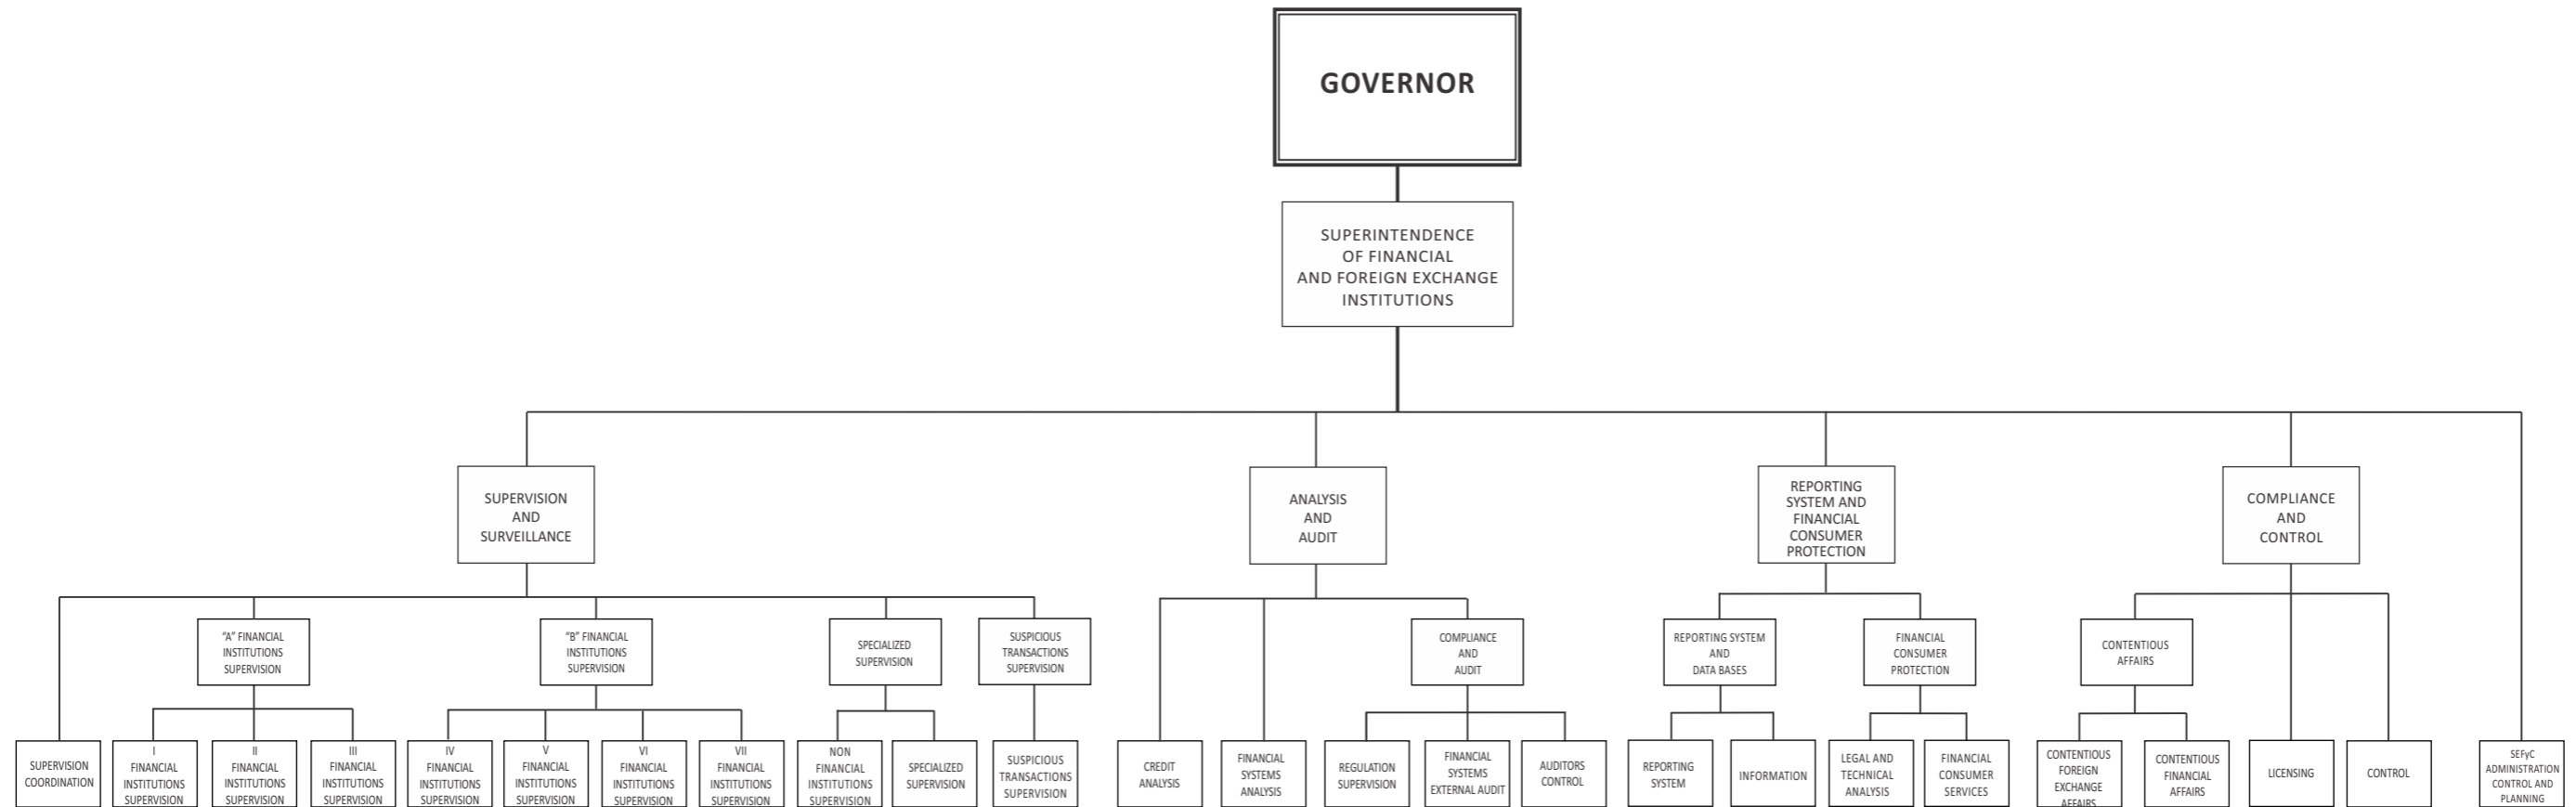 GOVERNOR
SUPERINTENDENCE
OF FINANCIAL
AND FOREIGN EXCHANGE
INSTITUTIONS
SUPERVISION
AND
SURVEILLANCE
ANALYSIS
AND
AUDIT
REPORTING
SYSTEM AND
FINANCIAL
CONSUMER
PROTECTION
COMPLIANCE
AND
CONTROL
"A" FINANCIAL
INSTITUTIONS
SUPERVISION
"B" FINANCIAL
INSTITUTIONS
SUPERVISION
SPECIALIZED
SUPERVISION
SUSPICIOUS
TRANSACTIONS
SUPERVISION
COMPLIANCE
AND
AUDIT
REPORTING SYSTEM
AND
DATA BASES
FINANCIAL
CONSUMER
PROTECTION
CONTENTIOUS
AFFAIRS
SUPERVISION
COORDINATION
I
FINANCIAL
INSTITUTIONS
SUPERVISION
II
FINANCIAL
INSTITUTIONS
SUPERVISION
III
FINANCIAL
INSTITUTIONS
SUPERVISION
IV
FINANCIAL
INSTITUTIONS
SUPERVISION
V
FINANCIAL
INSTITUTIONS
SUPERVISION
VI
FINANCIAL
INSTITUTIONS
SUPERVISION
VII
FINANCIAL
INSTITUTIONS
SUPERVISION
NON
FINANCIAL
INSTITUTIONS
SUPERVISION
SPECIALIZED
SUPERVISION
SUSPICIOUS
TRANSACTIONS
SUPERVISION
CREDIT
ANALYSIS
FINANCIAL
SYSTEMS
ANALYSIS
REGULATION
SUPERVISION
FINANCIAL
SYSTEMS
EXTERNAL AUDIT
AUDITORS
CONTROL
REPORTING
SYSTEM
INFORMATION
LEGAL AND
TECHNICAL
ANALYSIS
FINANCIAL
CONSUMER
SERVICES
CONTENTIOUS
FOREIGN
EXCHANGE
AFFAIRS
CONTENTIOUS
FINANCIAL
AFFAIRS
LICENSING
CONTROL
SEFyC
ADMINISTRATION
CONTROL AND
PLANNING